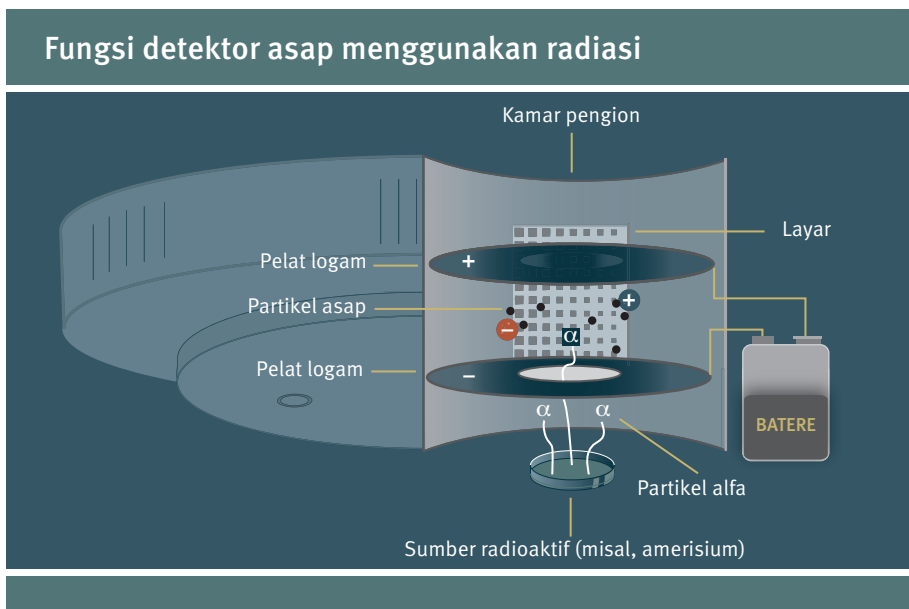 Fungsi detektor asap menggunakan radiasi
Kamar pengion
Layar
Pelat logam
+
Partikel asap
+
−
α
Pelat logam
−
α
α
BATERE
Partikel alfa
Sumber radioaktif (misal, amerisium)